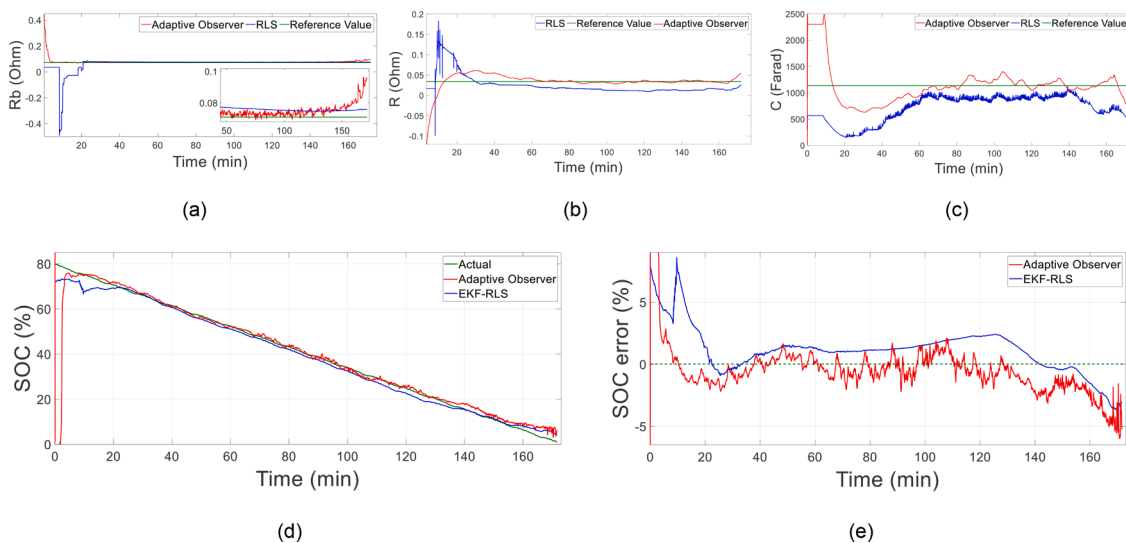 Adaptive Observer RLS Reference Value
Rb (Ohm)
0.4
0.2
0
-0.2
-0.4
0.1
0.08
50 100 150
20 40 60 80 100 120 140 160
Time (min)
(a)
RLS Reference Value Adaptive Observer
R (Ohm)
0.2
0.15
0.1
0.05
0
-0.05
-0.1
20 40 60 80 100 120 140 160
Time (min)
(b)
Adaptive Observer RLS Reference Value
C (Farad)
2500
2000
1500
1000
500
0
0 20 40 60 80 100 120 140 160
Time (min)
(c)
Actual
Adaptive Observer
EKF-RLS
SOC (%)
80
60
40
20
0
0 20 40 60 80 100 120 140 160
Time (min)
(d)
Adaptive Observer
EKF-RLS
SOC error (%)
5
0
-5
0 20 40 60 80 100 120 140 160
Time (min)
(e)